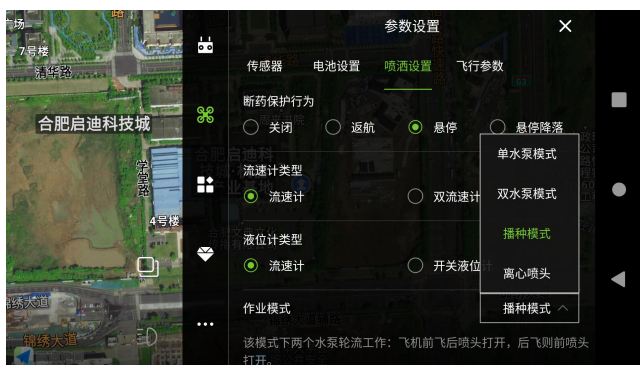 广场
路
7号楼
清华路
合肥启迪科技城
学堂路
4号楼
锦绣大道
锦绣大道
参数设置
传感器
电池设置
喷洒设置
飞行参数
断药保护行为
关闭
返航
悬停
悬停降落
流速计类型
流速计
双流速计
液位计类型
流速计
开关液位
作业模式
单水泵模式
双水泵模式
播种模式
离心喷头
播种模式
该模式下两个水泵轮流工作：飞机前飞后喷头打开，后飞则前喷头
打开。